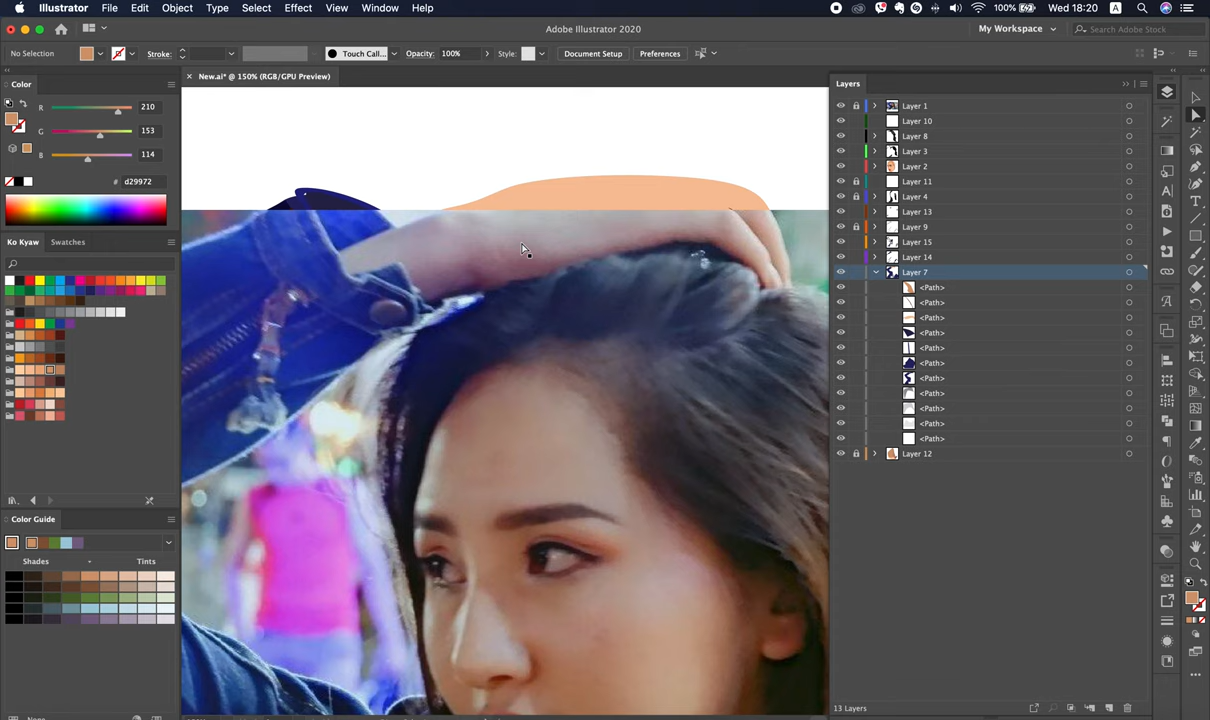 Illustrator File Edit Object Type Select Effect View Window Help 100% Wed 18:20 A
Adobe Illustrator 2020 My Workspace Search Adobe Stock
No Selection Stroke: Touch Call... Opacity: 100% Style: Document Setup Preferences
Color
New.ai* @ 150% (RGB/GPU Preview)
Layers
R 210
G 153
B 114
# d29972
Ko Kyaw Swatches
Color Guide
Shades Tints
None
Layer 1
Layer 10
Layer 8
Layer 3
Layer 2
Layer 11
Layer 4
Layer 13
Layer 9
Layer 15
Layer 14
Layer 7
<Path>
<Path>
<Path>
<Path>
<Path>
<Path>
<Path>
<Path>
<Path>
<Path>
<Path>
Layer 12
13 Layers